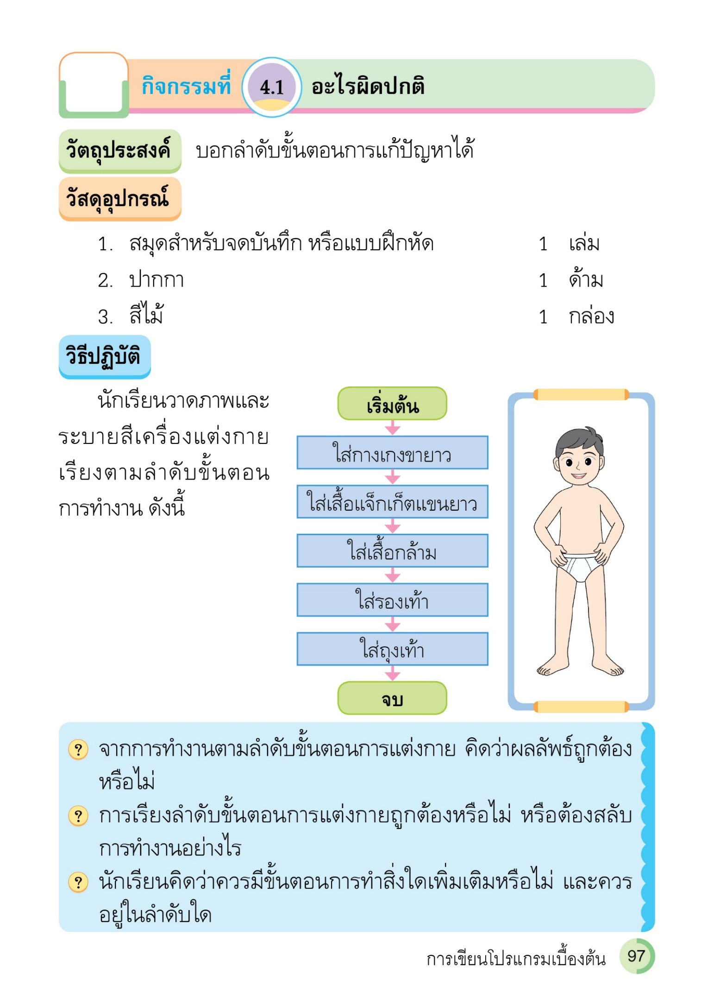 กิจกรรมที่ 4.1 อะไรผิดปกติ
วัตถุประสงค์ บอกลำดับขั้นตอนการแก้ปัญหาได้
วัสดุอุปกรณ์
1. สมุดสำหรับจดบันทึก หรือแบบฝึกหัด 1 เล่ม
2. ปากกา 1 ด้าม
3. สีไม้ 1 กล่อง
วิธีปฏิบัติ
นักเรียนวาดภาพและ
ระบายสีเครื่องแต่งกาย
เรียงตามลำดับขั้นตอน
การทำงาน ดังนี้
เริ่มต้น
ใส่กางเกงขายาว
ใส่เสื้อแจ็กเก็ตแขนยาว
ใส่เสื้อกล้าม
ใส่รองเท้า
ใส่ถุงเท้า
จบ
? จากการทำงานตามลำดับขั้นตอนการแต่งกาย คิดว่าผลลัพธ์ถูกต้อง
หรือไม่
? การเรียงลำดับขั้นตอนการแต่งกายถูกต้องหรือไม่ หรือต้องสลับ
การทำงานอย่างไร
? นักเรียนคิดว่าควรมีขั้นตอนการทำสิ่งใดเพิ่มเติมหรือไม่ และควร
อยู่ในลำดับใด
การเขียนโปรแกรมเบื้องต้น 97